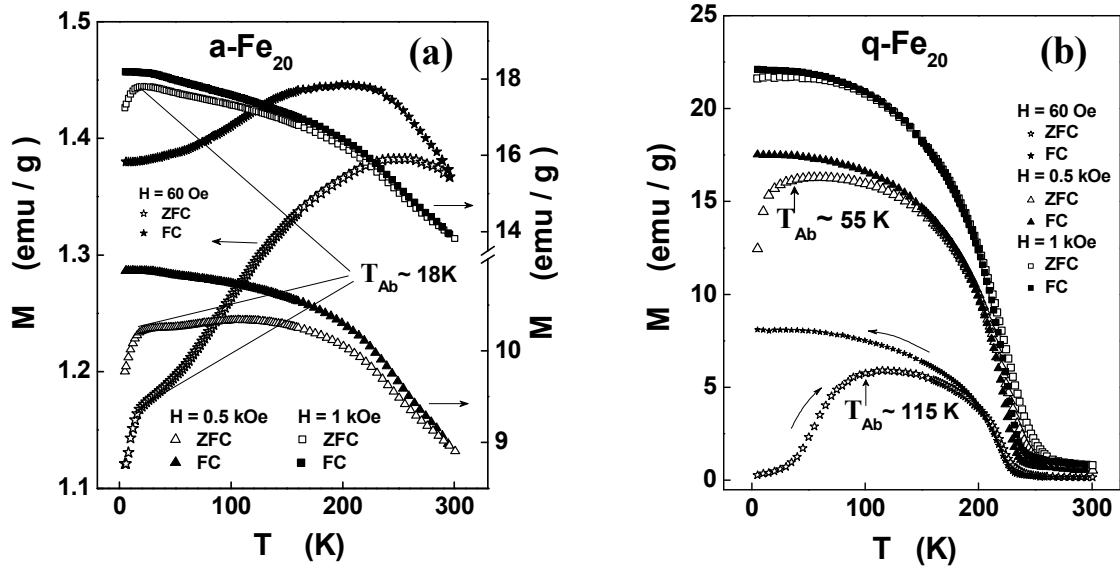 a-Fe20
(a)
M (emu / g)
1.5
1.4
1.3
1.2
1.1
18
16
14
10
9
M (emu / g)
H = 60 Oe
☆ ZFC
★ FC
TAb ~ 18K
H = 0.5 kOe
△ ZFC
▲ FC
H = 1 kOe
□ ZFC
■ FC
0 100 200 300
T (K)
q-Fe20
(b)
M (emu / g)
25
20
15
10
5
0
H = 60 Oe
☆ ZFC
★ FC
H = 0.5 kOe
△ ZFC
▲ FC
H = 1 kOe
□ ZFC
■ FC
TAb ~ 55 K
TAb ~ 115 K
0 100 200 300
T (K)